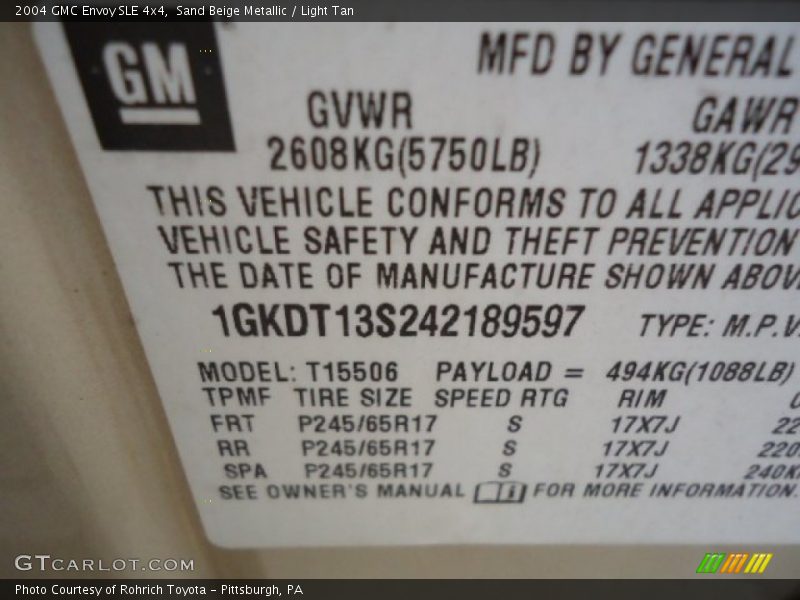 2004 GMC Envoy SLE 4x4, Sand Beige Metallic / Light Tan
GM
MFD BY GENERAL
GVWR GAWR
2608KG(5750LB) 1338KG(29
THIS VEHICLE CONFORMS TO ALL APPLIC
VEHICLE SAFETY AND THEFT PREVENTION
THE DATE OF MANUFACTURE SHOWN ABOV
1GKDT13S242189597 TYPE: M.P.V.
MODEL: T15506 PAYLOAD = 494KG(1088LB)
TPMF TIRE SIZE SPEED RTG RIM
FRT P245/65R17 S 17X7J 22
RR P245/65R17 S 17X7J 220
SPA P245/65R17 S 17X7J 240K
SEE OWNER'S MANUAL FOR MORE INFORMATION.
GTCARLOT.COM
Photo Courtesy of Rohrich Toyota - Pittsburgh, PA